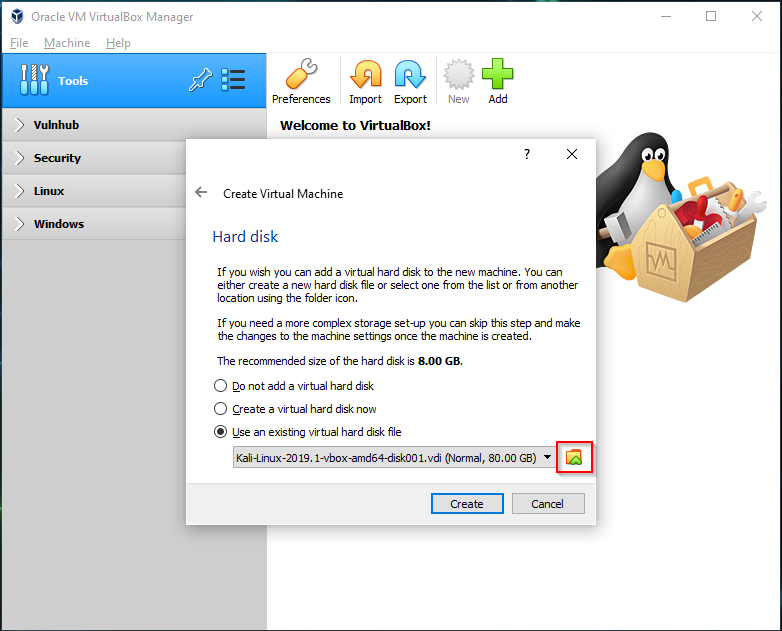 Oracle VM VirtualBox Manager
File Machine Help
Tools
Preferences Import Export New Add
Vulnhub
Security
Linux
Windows
Welcome to VirtualBox!
?
Create Virtual Machine
Hard disk
If you wish you can add a virtual hard disk to the new machine. You can
either create a new hard disk file or select one from the list or from another
location using the folder icon.
If you need a more complex storage set-up you can skip this step and make
the changes to the machine settings once the machine is created.
The recommended size of the hard disk is 8.00 GB.
Do not add a virtual hard disk
Create a virtual hard disk now
Use an existing virtual hard disk file
Kali-Linux-2019.1-vbox-amd64-disk001.vdi (Normal, 80.00 GB)
Create Cancel